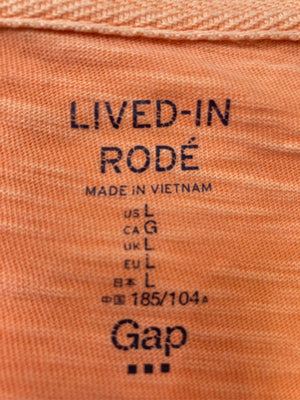 LIVED-IN
RODÉ
MADE IN VIETNAM
US L
CA G
UK L
EU L
日本 L
中国 185/104A
Gap